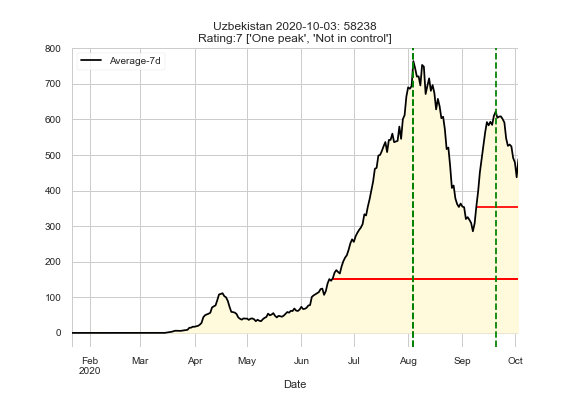 Uzbekistan 2020-10-03: 58238
Rating:7 ['One peak', 'Not in control']
800
Average-7d
700
600
500
400
300
200
100
0
Feb Mar Apr May Jun Jul Aug Sep Oct
2020
Date